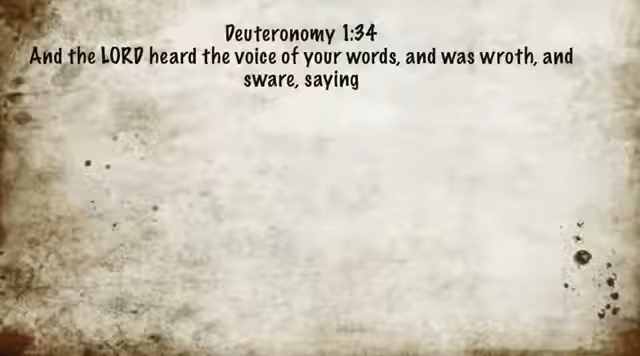 Deuteronomy 1:34
And the LORD heard the voice of your words, and was wroth, and
sware, saying